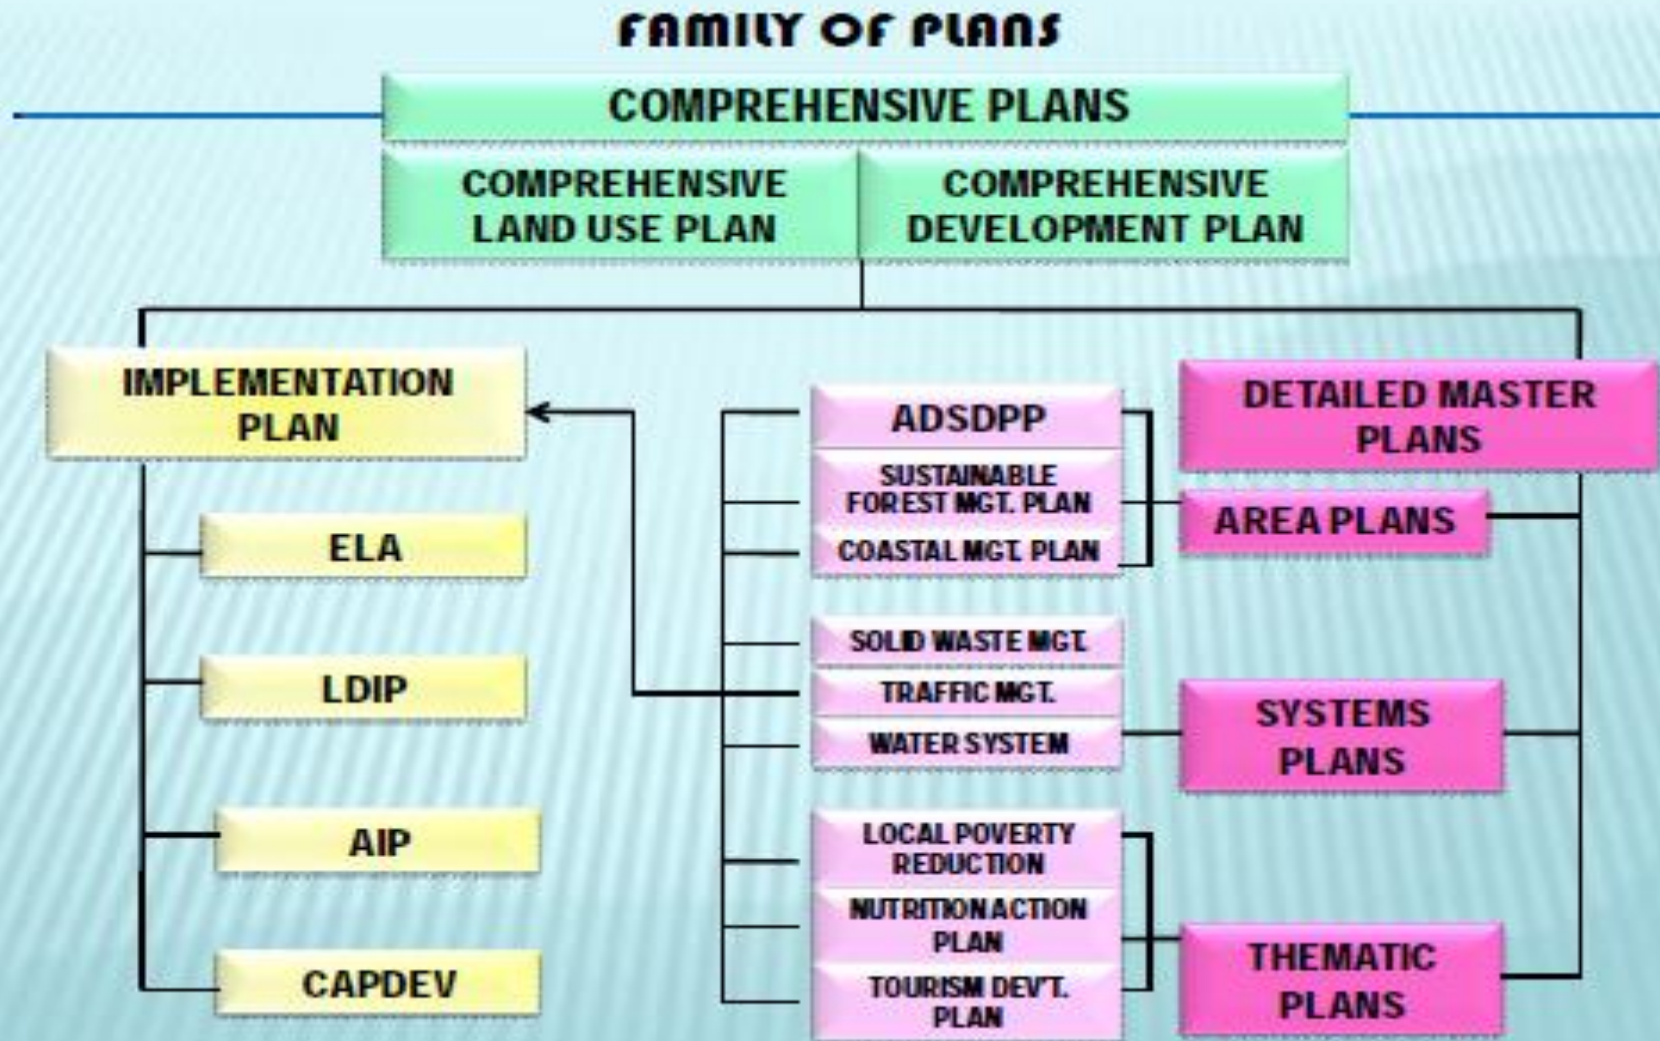 FAMILY OF PLANS
COMPREHENSIVE PLANS
COMPREHENSIVE
LAND USE PLAN
COMPREHENSIVE
DEVELOPMENT PLAN
IMPLEMENTATION
PLAN
ELA
LDIP
AIP
CAPDEV
ADSDPP
SUSTAINABLE
FOREST MGT. PLAN
COASTAL MGT. PLAN
SOLID WASTE MGT.
TRAFFIC MGT.
WATER SYSTEM
LOCAL POVERTY
REDUCTION
NUTRITION ACTION
PLAN
TOURISM DEV'T.
PLAN
DETAILED MASTER
PLANS
AREA PLANS
SYSTEMS
PLANS
THEMATIC
PLANS